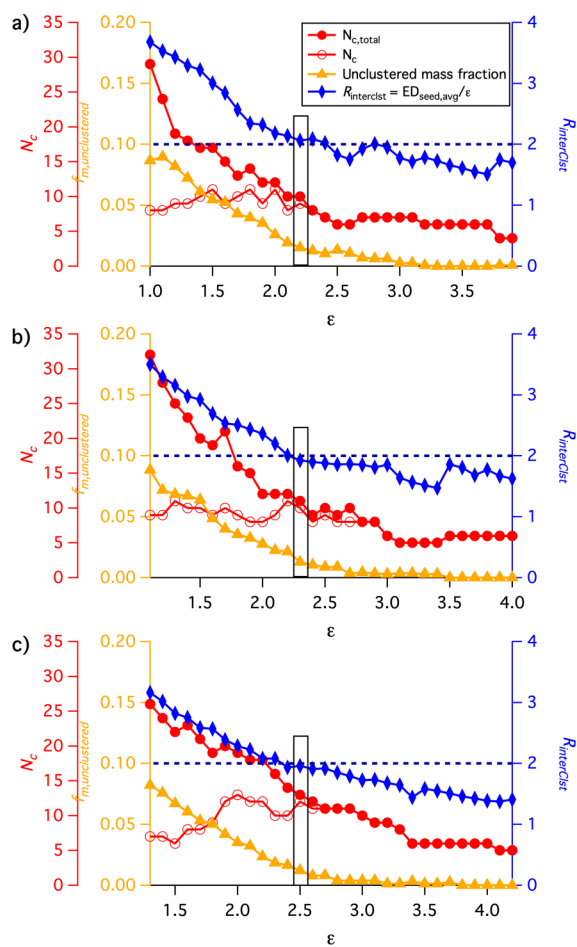 a)
35
30
25
20
15
10
5
0
N_c
0.20
0.15
0.10
0.05
0.00
f_m,unclustered
N_c,total
N_c
Unclustered mass fraction
R_interclst = ED_seed,avg/ε
4
3
2
1
0
R_interClst
1.0 1.5 2.0 2.5 3.0 3.5
ε
b)
35
30
25
20
15
10
5
0
N_c
0.20
0.15
0.10
0.05
0.00
f_m,unclustered
4
3
2
1
0
R_interClst
1.5 2.0 2.5 3.0 3.5 4.0
ε
c)
35
30
25
20
15
10
5
0
N_c
0.20
0.15
0.10
0.05
0.00
f_m,unclustered
4
3
2
1
0
R_interClst
1.5 2.0 2.5 3.0 3.5 4.0
ε